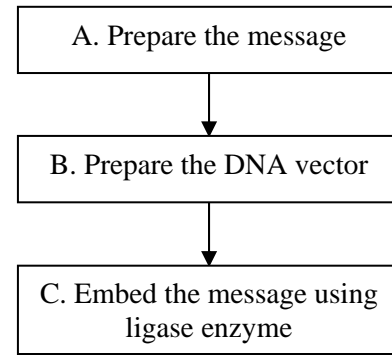 A. Prepare the message
B. Prepare the DNA vector
C. Embed the message using
ligase enzyme